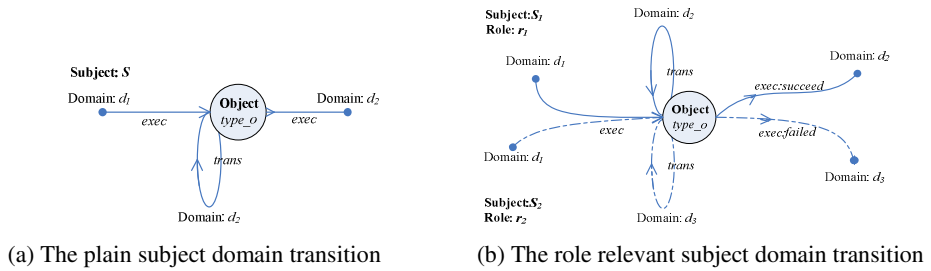 Subject: S
Domain: d1
exec
Object
type_o
Domain: d2
exec
trans
Domain: d2
(a) The plain subject domain transition
Subject:S1
Role: r1
Domain: d2
Domain: d1
trans
Domain: d2
exec:succeed
Object
type_o
exec
exec:failed
Domain: d1
trans
Domain: d3
Subject:S2
Role: r2
Domain: d3
(b) The role relevant subject domain transition